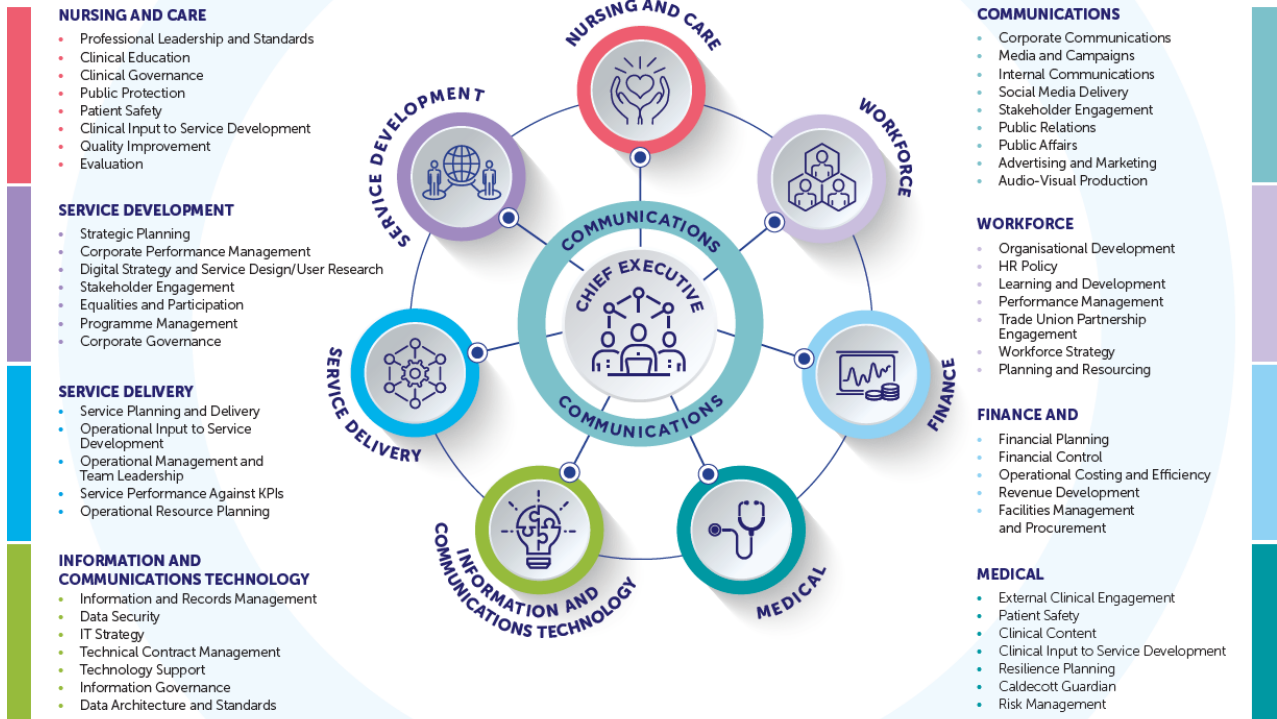 NURSING AND CARE
Professional Leadership and Standards
Clinical Education
Clinical Governance
Public Protection
Patient Safety
Clinical Input to Service Development
Quality Improvement
Evaluation
SERVICE DEVELOPMENT
Strategic Planning
Corporate Performance Management
Digital Strategy and Service Design/User Research
Stakeholder Engagement
Equalities and Participation
Programme Management
Corporate Governance
SERVICE DELIVERY
Service Planning and Delivery
Operational Input to Service
Development
Operational Management and
Team Leadership
Service Performance Against KPIs
Operational Resource Planning
INFORMATION AND
COMMUNICATIONS TECHNOLOGY
Information and Records Management
Data Security
IT Strategy
Technical Contract Management
Technology Support
Information Governance
Data Architecture and Standards
NURSING AND CARE
WORKFORCE
FINANCE
MEDICAL
INFORMATION AND
COMMUNICATIONS TECHNOLOGY
SERVICE DELIVERY
SERVICE DEVELOPMENT
COMMUNICATIONS
CHIEF EXECUTIVE
COMMUNICATIONS
COMMUNICATIONS
Corporate Communications
Media and Campaigns
Internal Communications
Social Media Delivery
Stakeholder Engagement
Public Relations
Public Affairs
Advertising and Marketing
Audio-Visual Production
WORKFORCE
Organisational Development
HR Policy
Learning and Development
Performance Management
Trade Union Partnership
Engagement
Workforce Strategy
Planning and Resourcing
FINANCE AND
Financial Planning
Financial Control
Operational Costing and Efficiency
Revenue Development
Facilities Management
and Procurement
MEDICAL
External Clinical Engagement
Patient Safety
Clinical Content
Clinical Input to Service Development
Resilience Planning
Caldecott Guardian
Risk Management